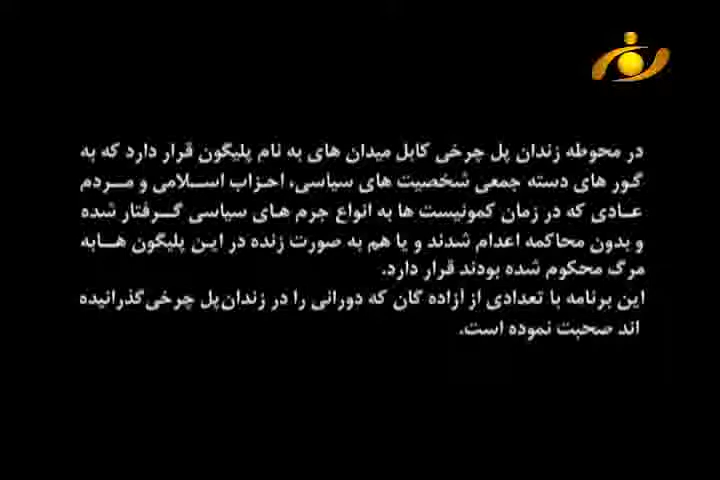 در محوطه زندان پل چرخی کابل میدان های به نام پلیگون قرار دارد که به
گور های دسته جمعی شخصیت های سیاسی، احزاب اسلامی و مردم
عادی که در زمان کمونیست ها به انواع جرم های سیاسی گرفتار شده
و بدون محاکمه اعدام شدند و یا هم به صورت زنده در این پلیگون هابه
مرگ محکوم شده بودند قرار دارد.
این برنامه با تعدادی از آزاده گان که دورانی را در زندان پل چرخی گذرانیده
اند صحبت نموده است.